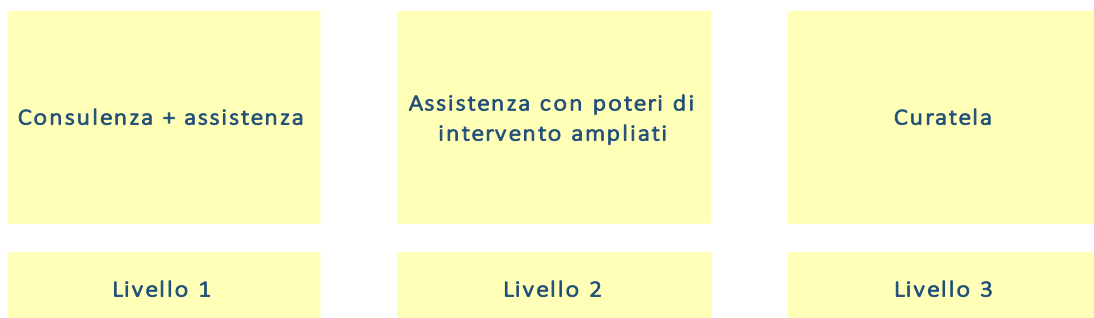 Consulenza + assistenza
Assistenza con poteri di
intervento ampliati
Curatela
Livello 1
Livello 2
Livello 3